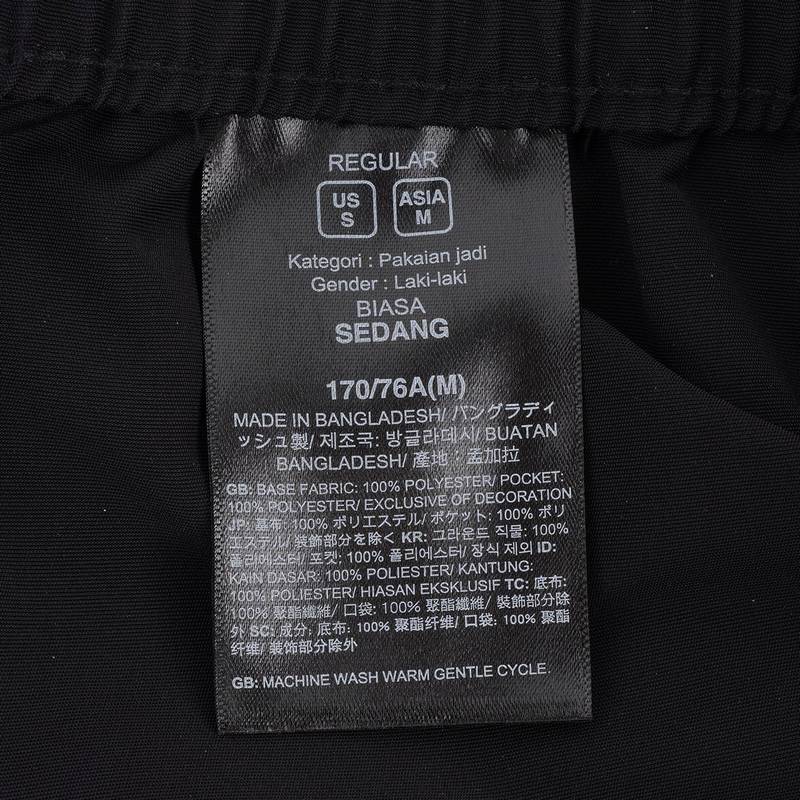 REGULAR
US ASIA
S M
Kategori : Pakaian jadi
Gender : Laki-laki
BIASA
SEDANG
170/76A(M)
MADE IN BANGLADESH/ バングラディ
ッシュ製/ 제조국: 방글라데시/ BUATAN
BANGLADESH/ 產地: 孟加拉
GB: BASE FABRIC: 100% POLYESTER/ POCKET:
100% POLYESTER/ EXCLUSIVE OF DECORATION
JP: 基布: 100% ポリエステル/ ポケット: 100% ポリ
エステル/ 装飾部分を除く KR: 그라운드 직물: 100%
폴리에스터/ 포켓: 100% 폴리에스터/ 장식 제외 ID:
KAIN DASAR: 100% POLIESTER/ KANTUNG:
100% POLIESTER/ HIASAN EKSKLUSIF TC: 底布:
100% 聚酯纖維/ 口袋: 100% 聚酯纖維/ 裝飾部分除
外 SC: 成分: 底布: 100% 聚酯纤维/ 口袋: 100% 聚酯
纤维/ 装饰部分除外
GB: MACHINE WASH WARM GENTLE CYCLE.